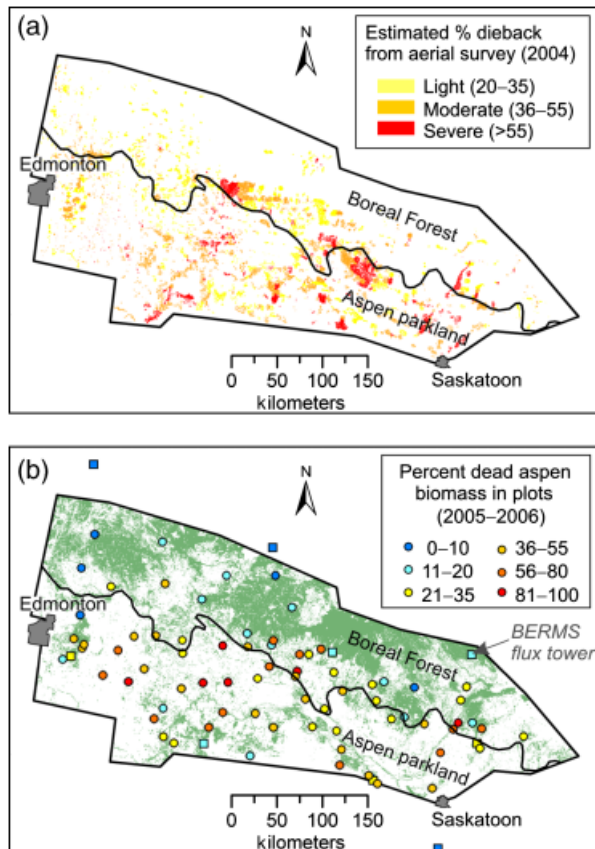 (a)
N
Estimated % dieback
from aerial survey (2004)
Light (20–35)
Moderate (36–55)
Severe (>55)
Edmonton
Boreal Forest
Aspen parkland
0 50 100 150
kilometers
Saskatoon
(b)
N
Percent dead aspen
biomass in plots
(2005–2006)
0–10 36–55
11–20 56–80
21–35 81–100
Edmonton
BERMS
flux tower
Boreal Forest
Aspen parkland
0 50 100 150
kilometers
Saskatoon